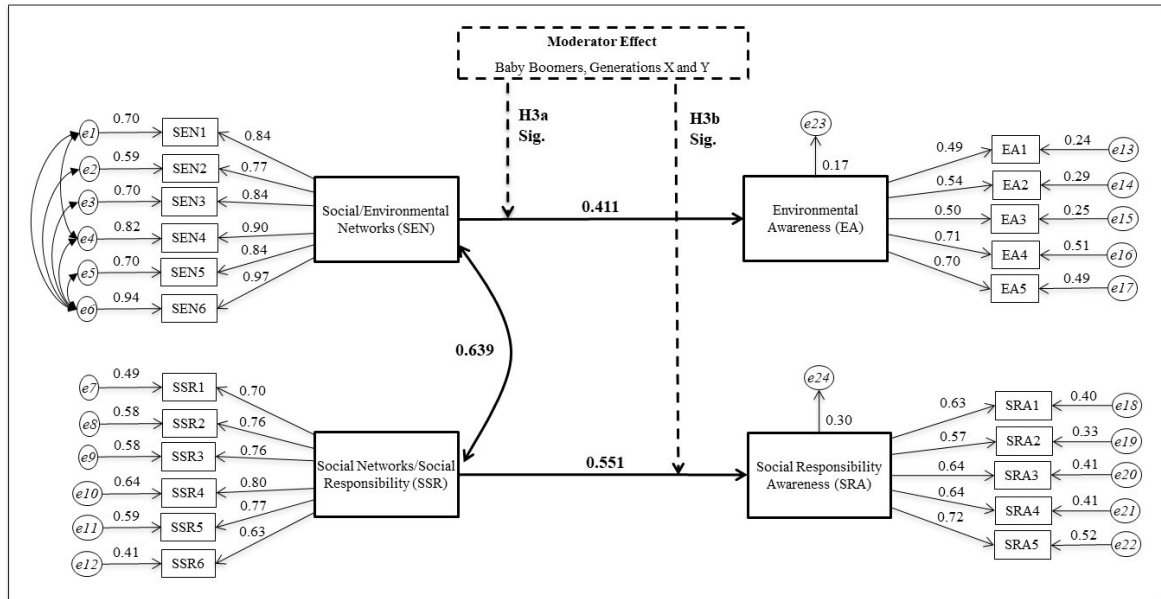 Moderator Effect
Baby Boomers, Generations X and Y
H3a
Sig.
H3b
Sig.
e1 0.70 SEN1 0.84
e2 0.59 SEN2 0.77
e3 0.70 SEN3 0.84
e4 0.82 SEN4 0.90
e5 0.70 SEN5 0.84
e6 0.94 SEN6 0.97
Social/Environmental
Networks (SEN)
0.411
e23
0.17
Environmental
Awareness (EA)
0.49 EA1 0.24 e13
0.54 EA2 0.29 e14
0.50 EA3 0.25 e15
0.71 EA4 0.51 e16
0.70 EA5 0.49 e17
0.639
e7 0.49 SSR1 0.70
e8 0.58 SSR2 0.76
e9 0.58 SSR3 0.76
e10 0.64 SSR4 0.80
e11 0.59 SSR5 0.77
e12 0.41 SSR6 0.63
Social Networks/Social
Responsibility (SSR)
0.551
e24
0.30
Social Responsibility
Awareness (SRA)
0.63 SRA1 0.40 e18
0.57 SRA2 0.33 e19
0.64 SRA3 0.41 e20
0.64 SRA4 0.41 e21
0.72 SRA5 0.52 e22